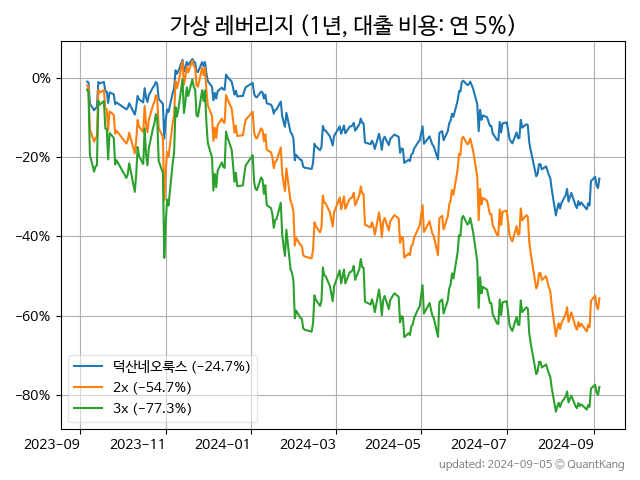 가상 레버리지 (1년, 대출 비용: 연 5%)
0%
−20%
−40%
−60%
−80%
덕산네오룩스 (−24.7%)
2x (−54.7%)
3x (−77.3%)
2023-09 2023-11 2024-01 2024-03 2024-05 2024-07 2024-09
updated: 2024-09-05 © QuantKang